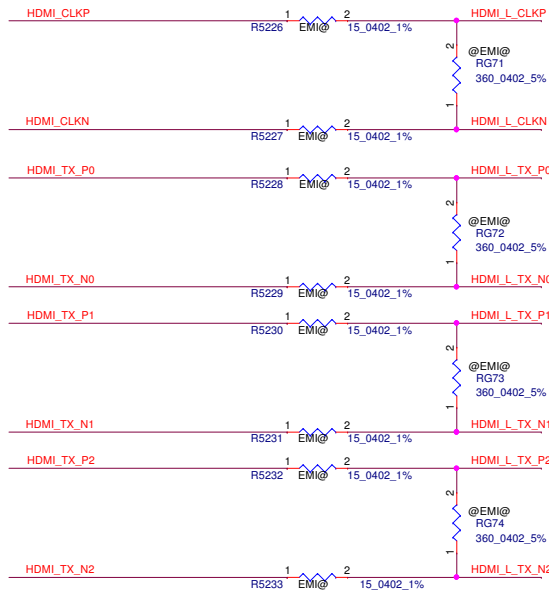 HDMI_CLKP
1
2
HDMI_L_CLKP
R5226
EMI@
15_0402_1%
2
@EMI@
RG71
360_0402_5%
1
HDMI_CLKN
1
2
HDMI_L_CLKN
R5227
EMI@
15_0402_1%
HDMI_TX_P0
1
2
HDMI_L_TX_P0
R5228
EMI@
15_0402_1%
2
@EMI@
RG72
360_0402_5%
1
HDMI_TX_N0
1
2
HDMI_L_TX_N0
R5229
EMI@
15_0402_1%
HDMI_TX_P1
1
2
HDMI_L_TX_P1
R5230
EMI@
15_0402_1%
2
@EMI@
RG73
360_0402_5%
1
HDMI_TX_N1
1
2
HDMI_L_TX_N1
R5231
EMI@
15_0402_1%
HDMI_TX_P2
1
2
HDMI_L_TX_P2
R5232
EMI@
15_0402_1%
2
@EMI@
RG74
360_0402_5%
1
HDMI_TX_N2
1
2
HDMI_L_TX_N2
R5233
EMI@
15_0402_1%